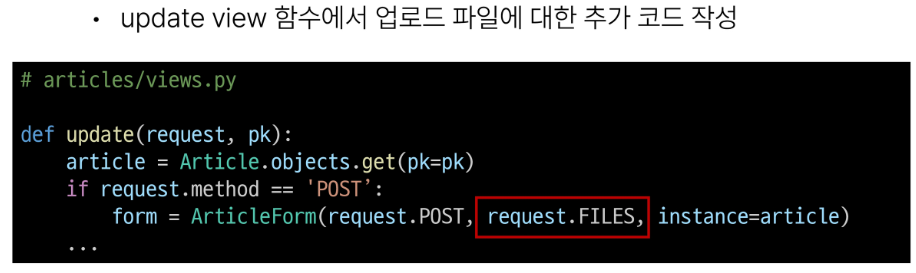 • update view 함수에서 업로드 파일에 대한 추가 코드 작성
# articles/views.py
def update(request, pk):
    article = Article.objects.get(pk=pk)
    if request.method == 'POST’:
        form = ArticleForm(request.POST, request.FILES, instance=article)
    ...